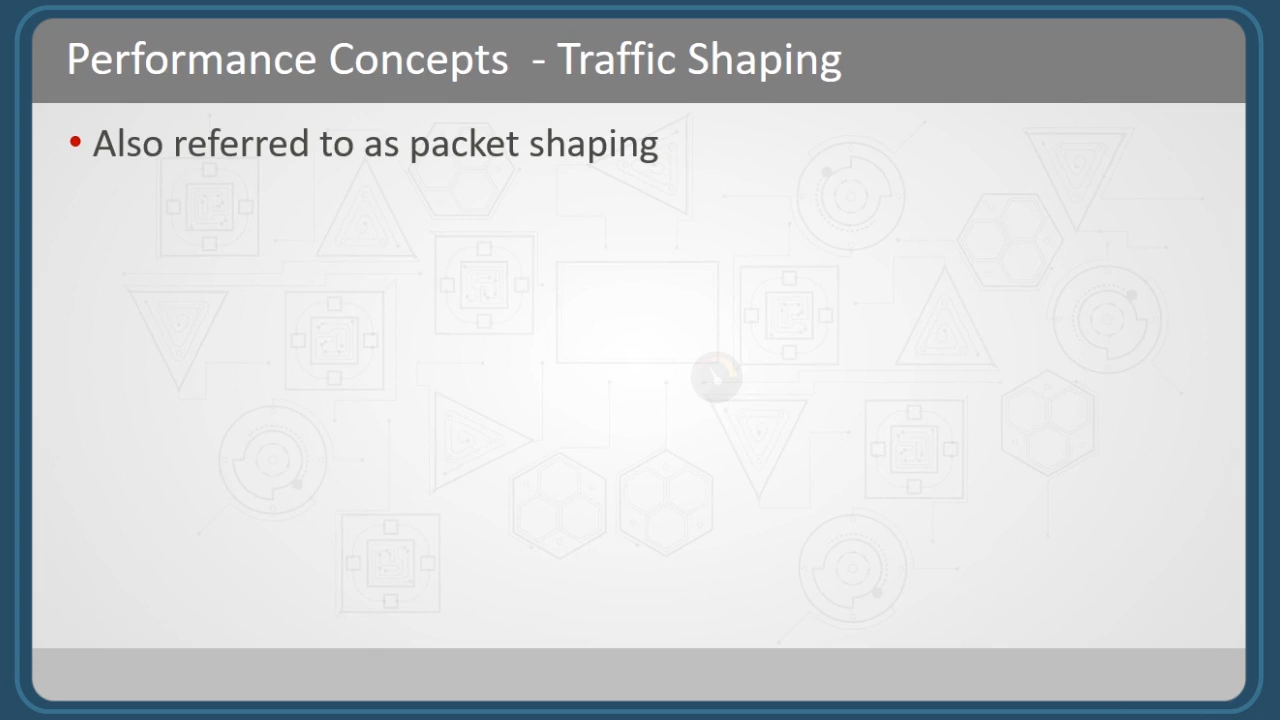 Performance Concepts - Traffic Shaping
• Also referred to as packet shaping